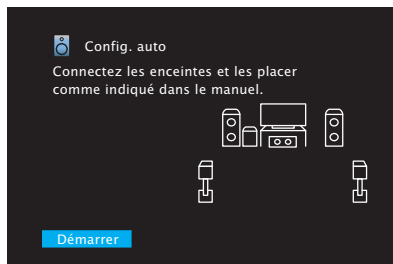 Config. auto
Connectez les enceintes et les placer
comme indiqué dans le manuel.
Démarrer